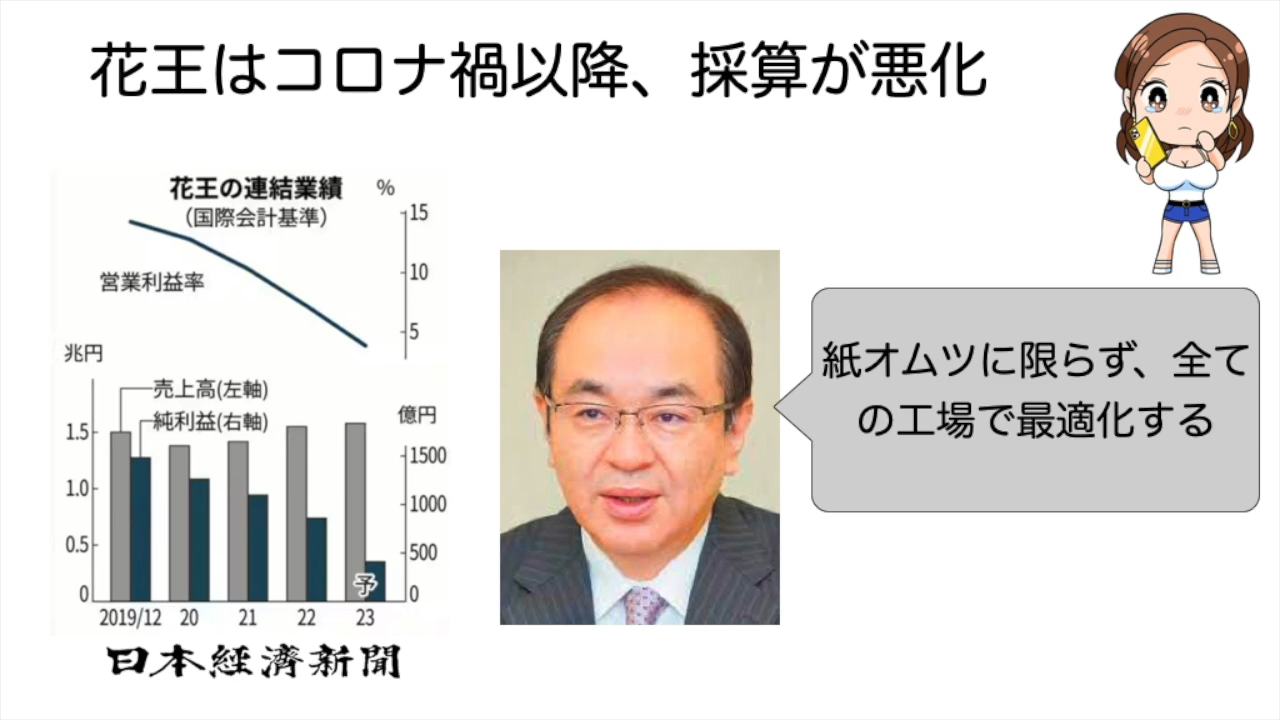 花王はコロナ禍以降、採算が悪化
花王の連結業績
(国際会計基準)
%
15
10
5
営業利益率
兆円
売上高(左軸)
純利益(右軸)
億円
1.5
1.0
0.5
0
1500
1000
500
0
予
2019/12 20 21 22 23
日本経済新聞
紙オムツに限らず、全て
の工場で最適化する